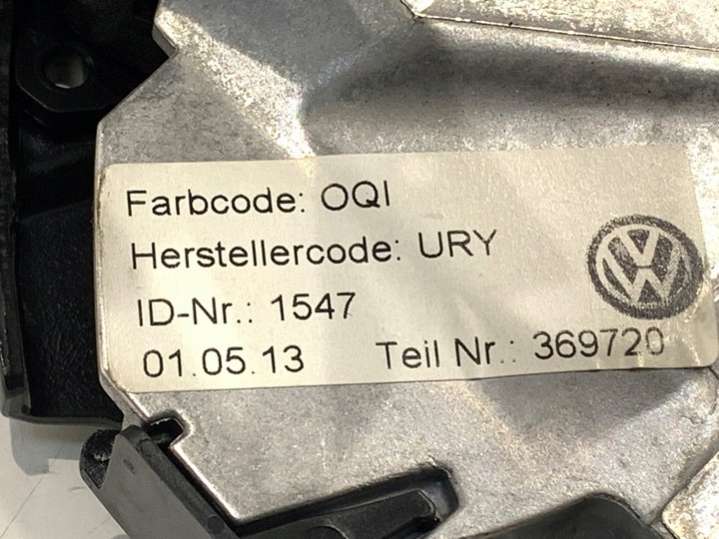 Farbcode: OQI
Herstellercode: URY
ID-Nr.: 1547
01.05.13 Teil Nr.: 369720